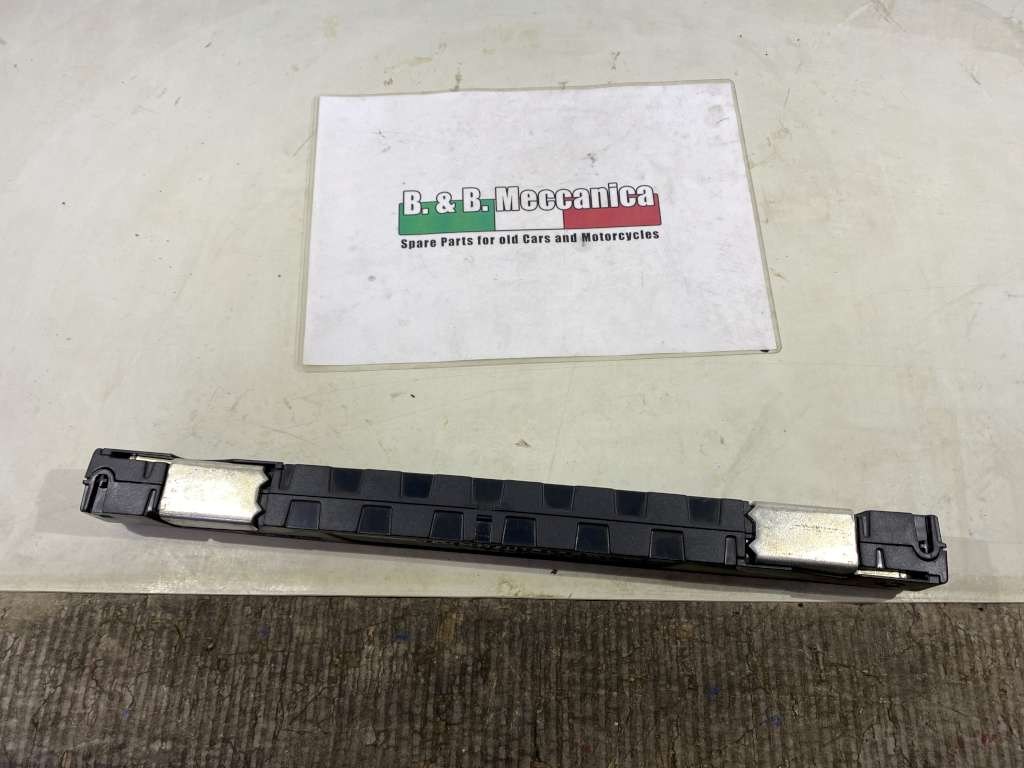 B. & B. Meccanica
Spare Parts for old Cars and Motorcycles